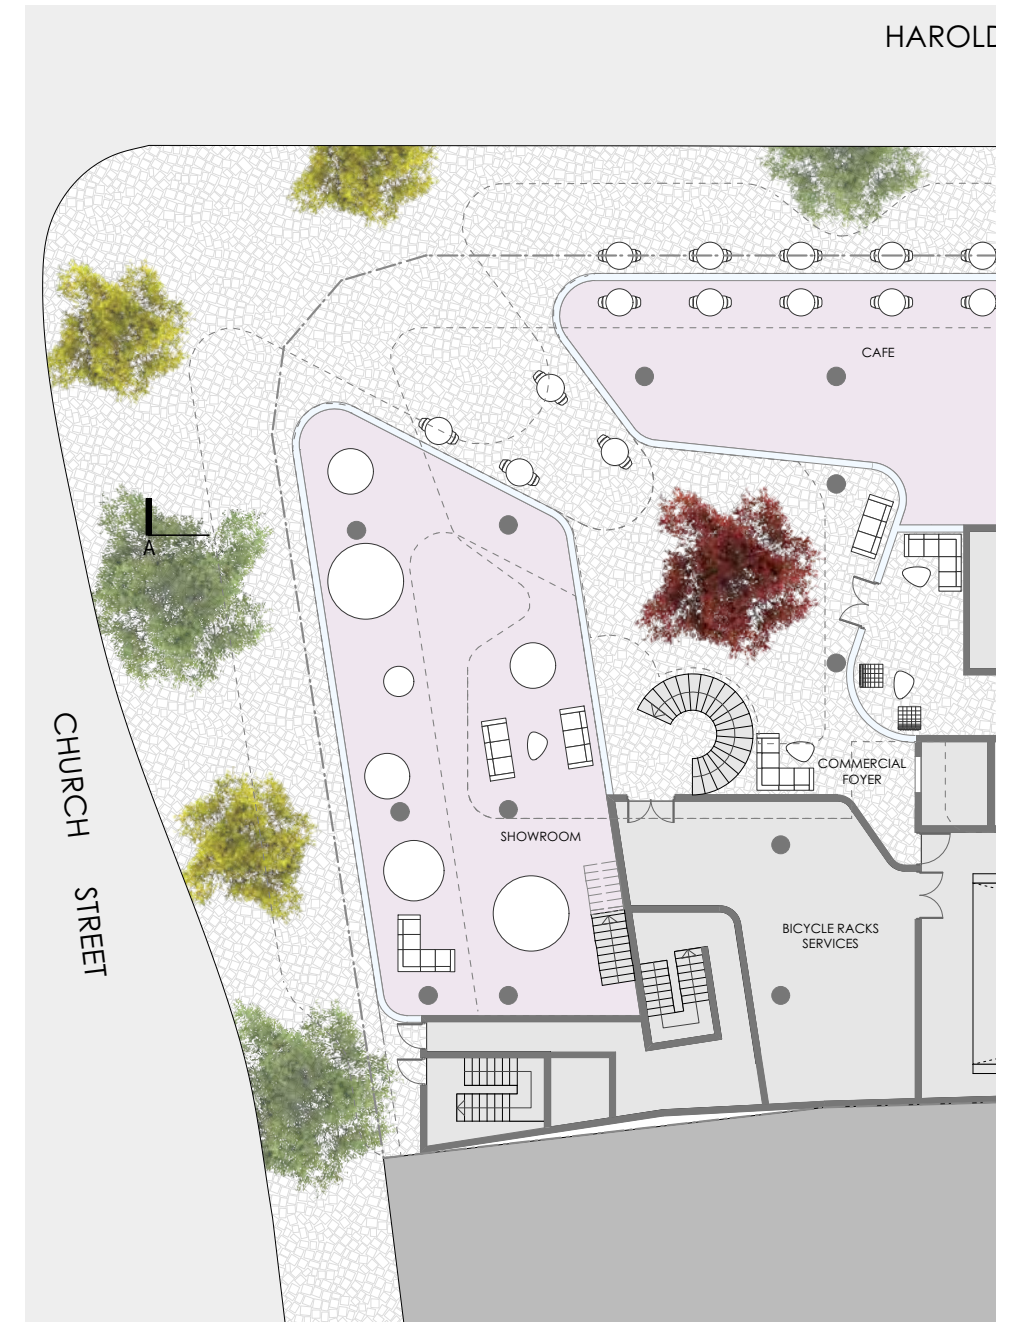 HAROLD
CAFE
A
CHURCH STREET
COMMERCIAL
FOYER
SHOWROOM
BICYCLE RACKS
SERVICES